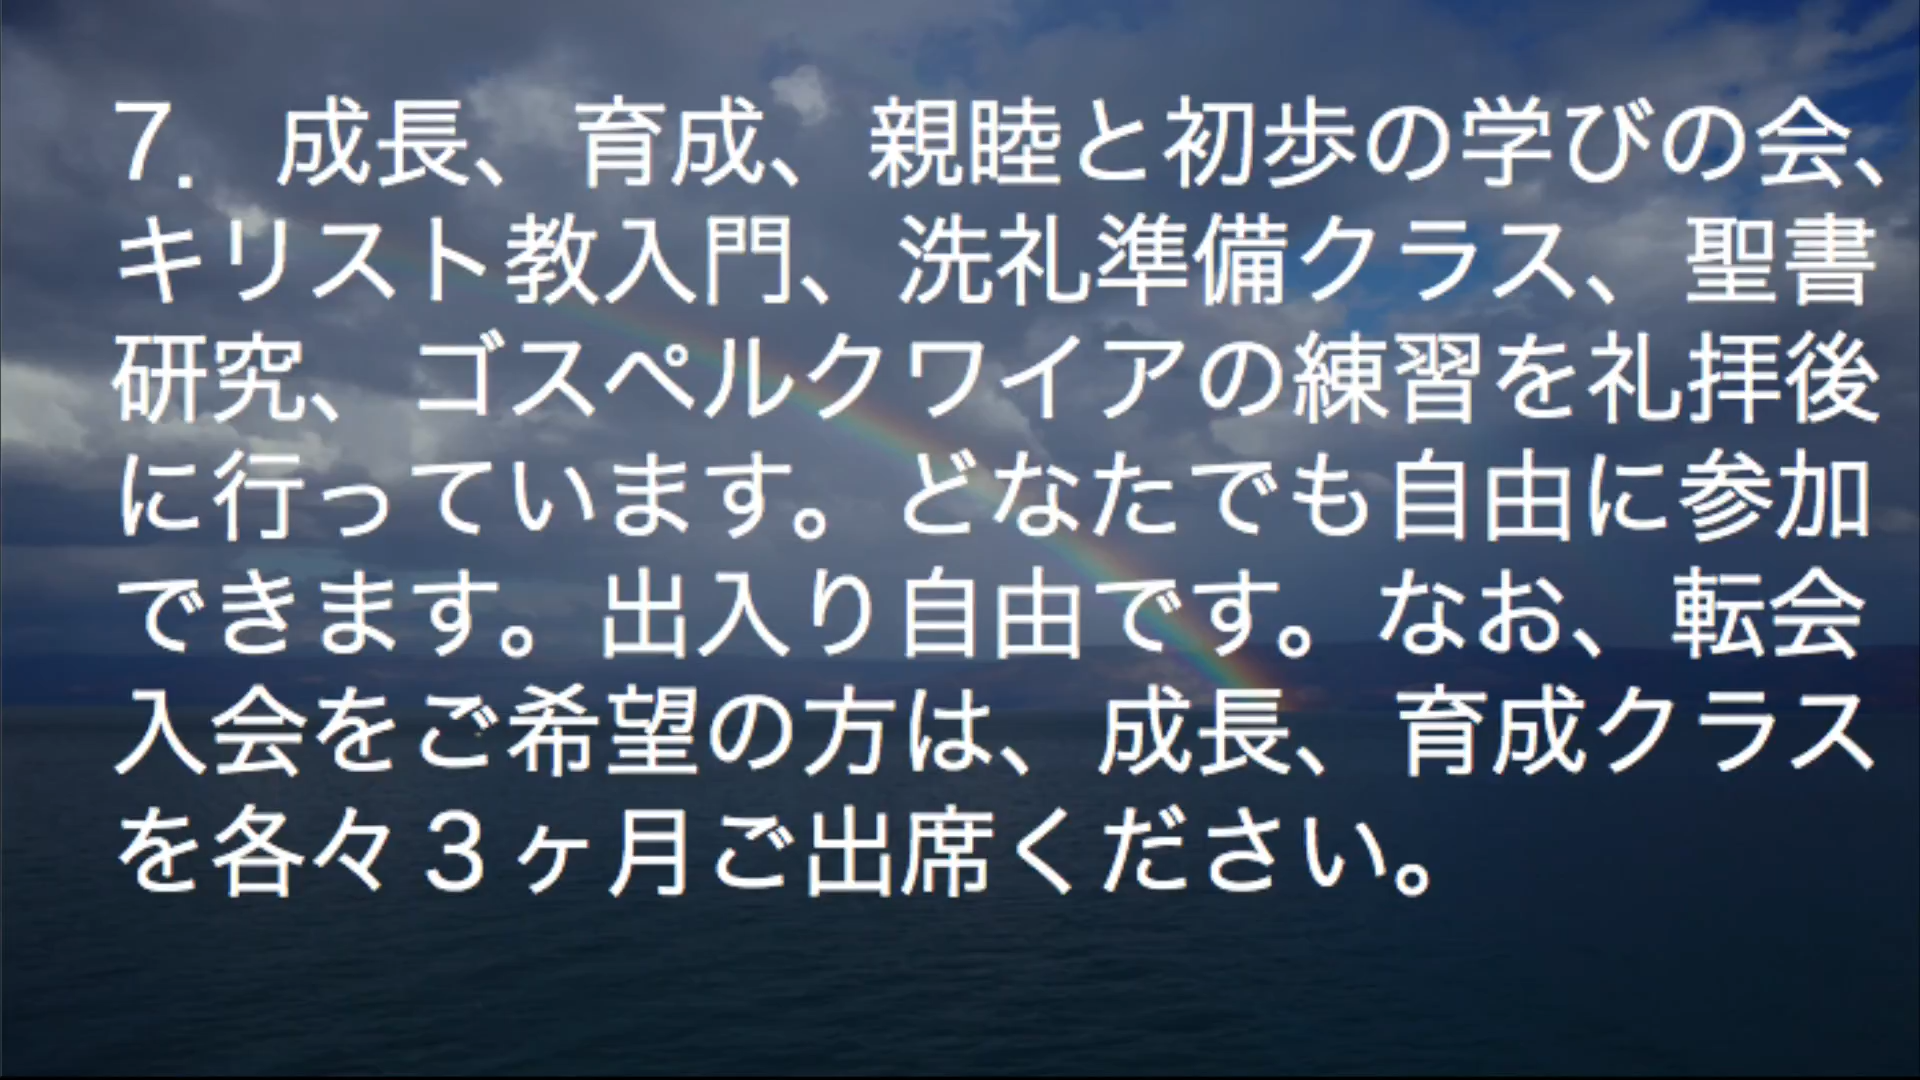 7．成長、育成、親睦と初歩の学びの会、
キリスト教入門、洗礼準備クラス、聖書
研究、ゴスペルクワイアの練習を礼拝後
に行っています。どなたでも自由に参加
できます。出入り自由です。なお、転会
入会をご希望の方は、成長、育成クラス
を各々３ヶ月ご出席ください。